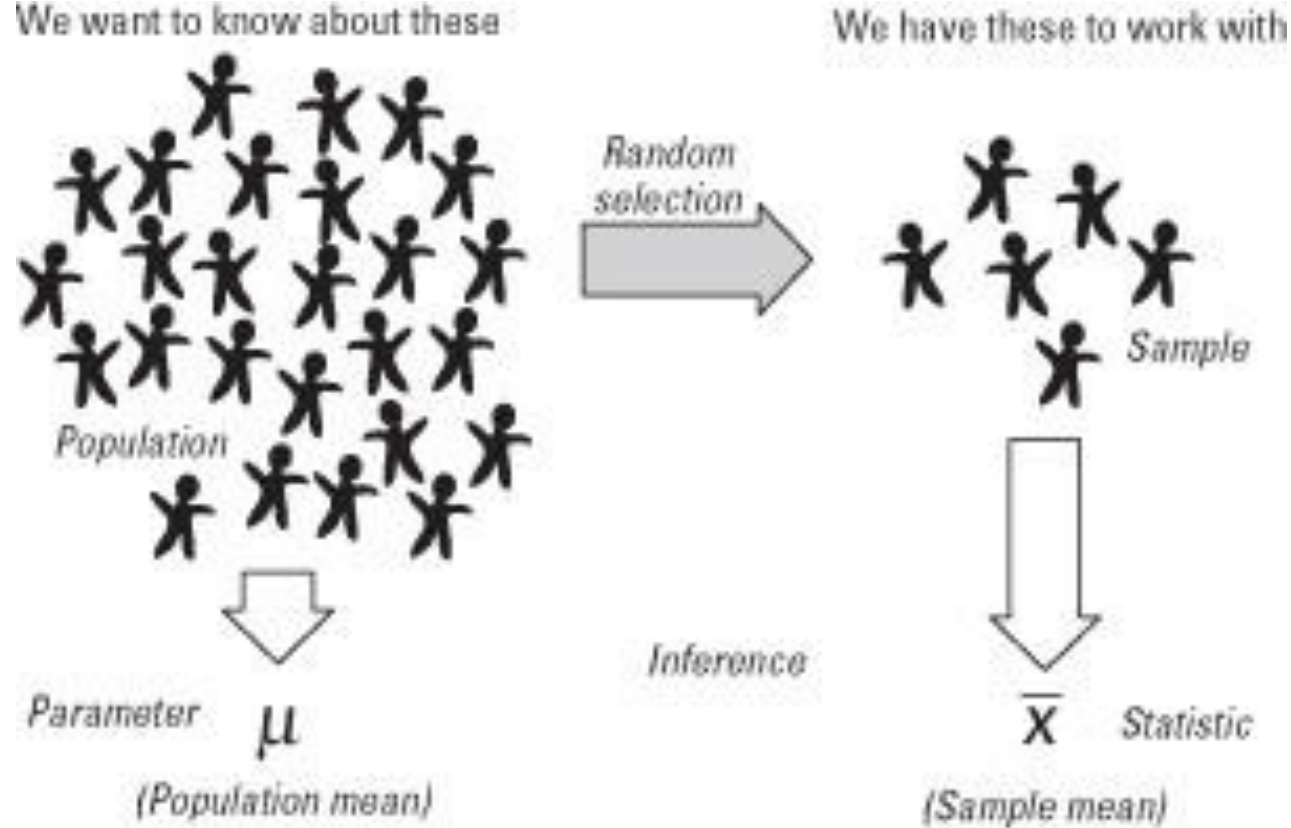 We want to know about these
We have these to work with
Random
selection
Sample
Population
Inference
Parameter μ
x̄ Statistic
(Population mean)
(Sample mean)